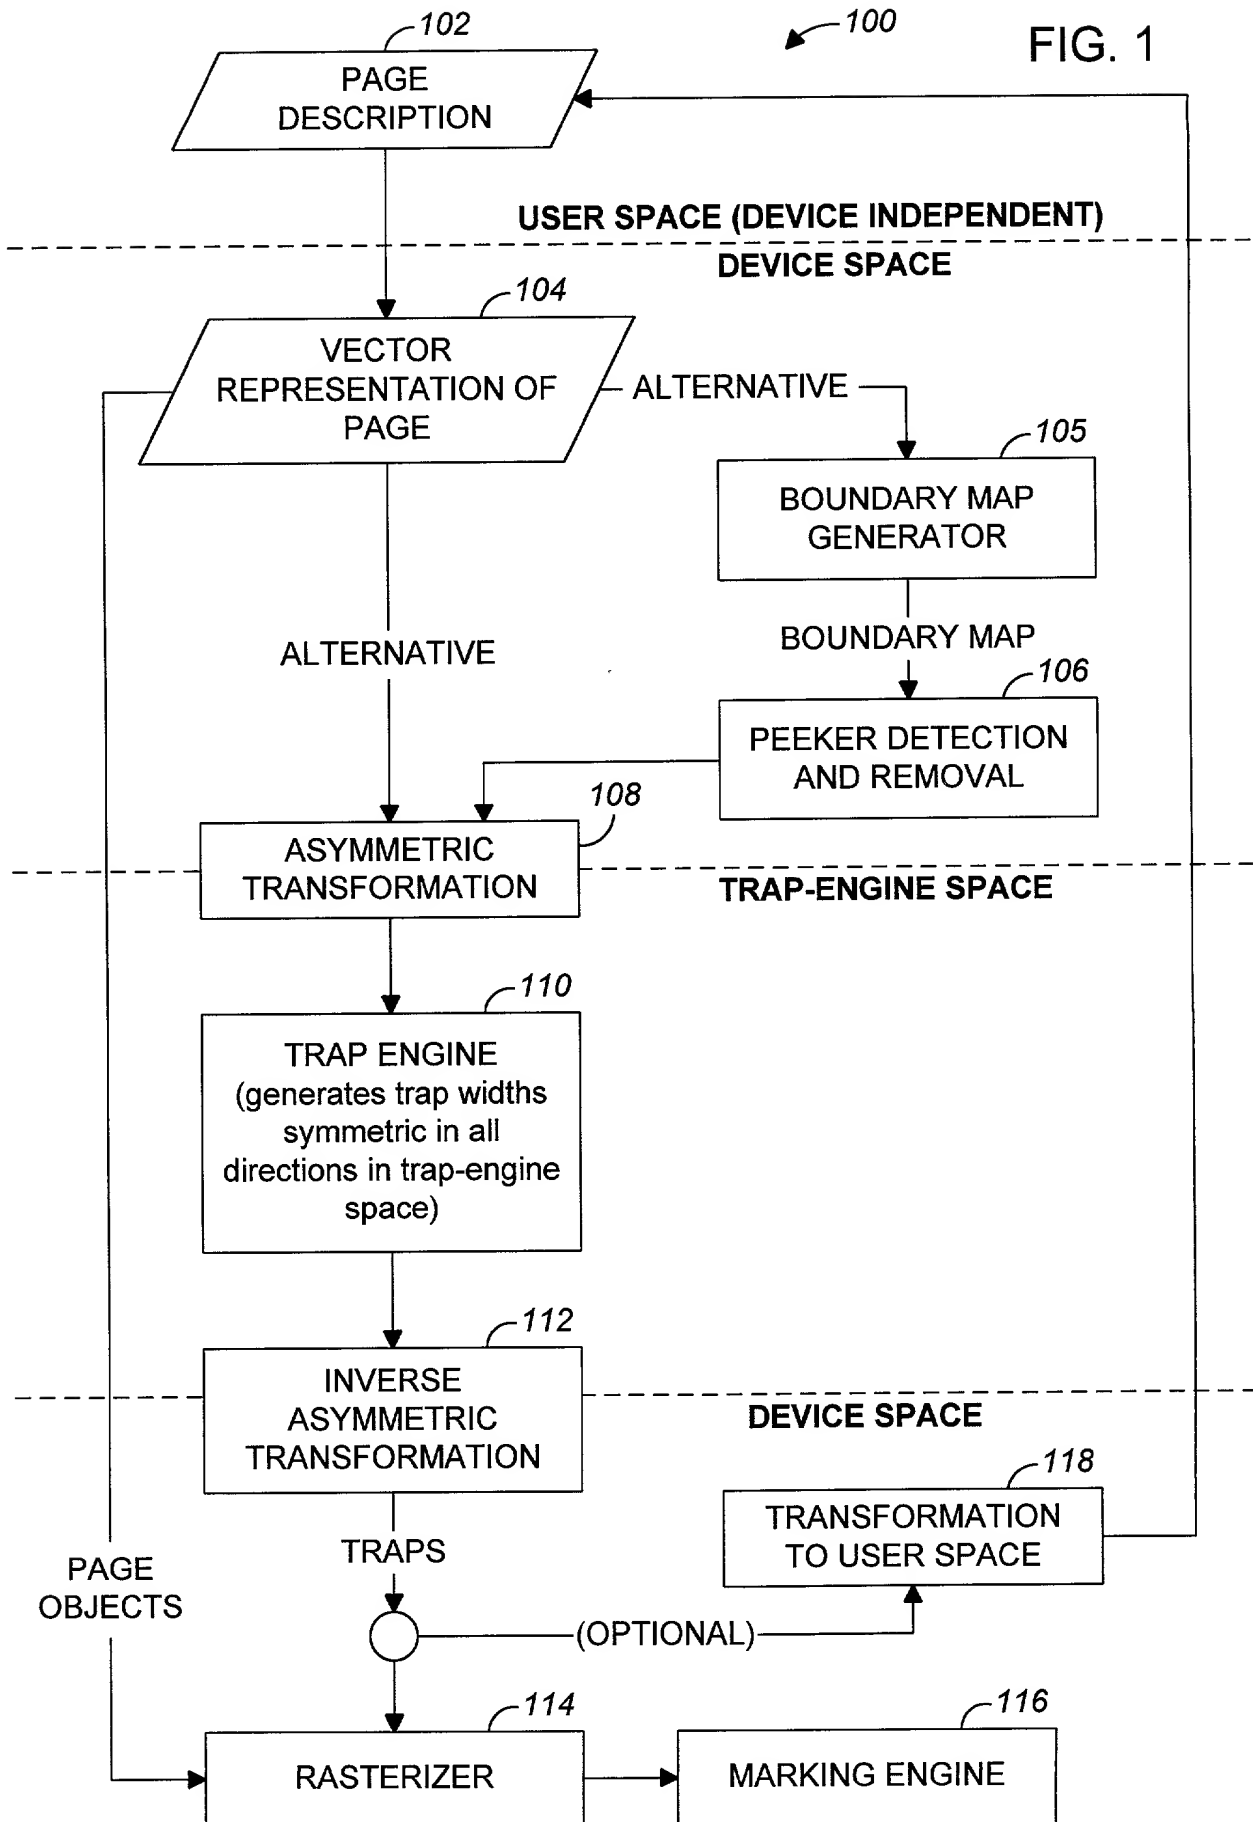 102
100
FIG. 1
PAGE
DESCRIPTION
USER SPACE (DEVICE INDEPENDENT)
DEVICE SPACE
104
VECTOR
REPRESENTATION OF
PAGE
ALTERNATIVE
105
BOUNDARY MAP
GENERATOR
BOUNDARY MAP
ALTERNATIVE
106
PEEKER DETECTION
AND REMOVAL
108
ASYMMETRIC
TRANSFORMATION
TRAP-ENGINE SPACE
110
TRAP ENGINE
(generates trap widths
symmetric in all
directions in trap-engine
space)
112
INVERSE
ASYMMETRIC
TRANSFORMATION
DEVICE SPACE
118
TRANSFORMATION
TO USER SPACE
TRAPS
PAGE
OBJECTS
(OPTIONAL)
114
RASTERIZER
116
MARKING ENGINE